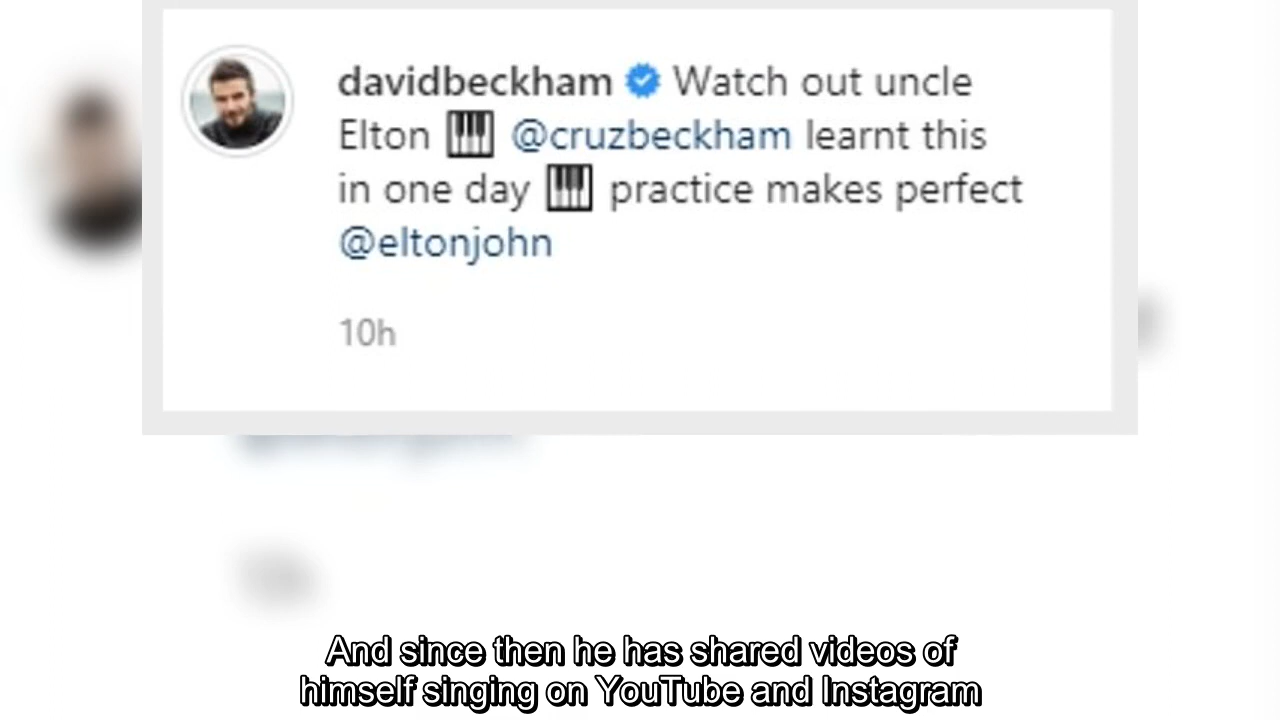 davidbeckham Watch out uncle
Elton 🎹 @cruzbeckham learnt this
in one day 🎹 practice makes perfect
@eltonjohn
10h
And since then he has shared videos of
himself singing on YouTube and Instagram